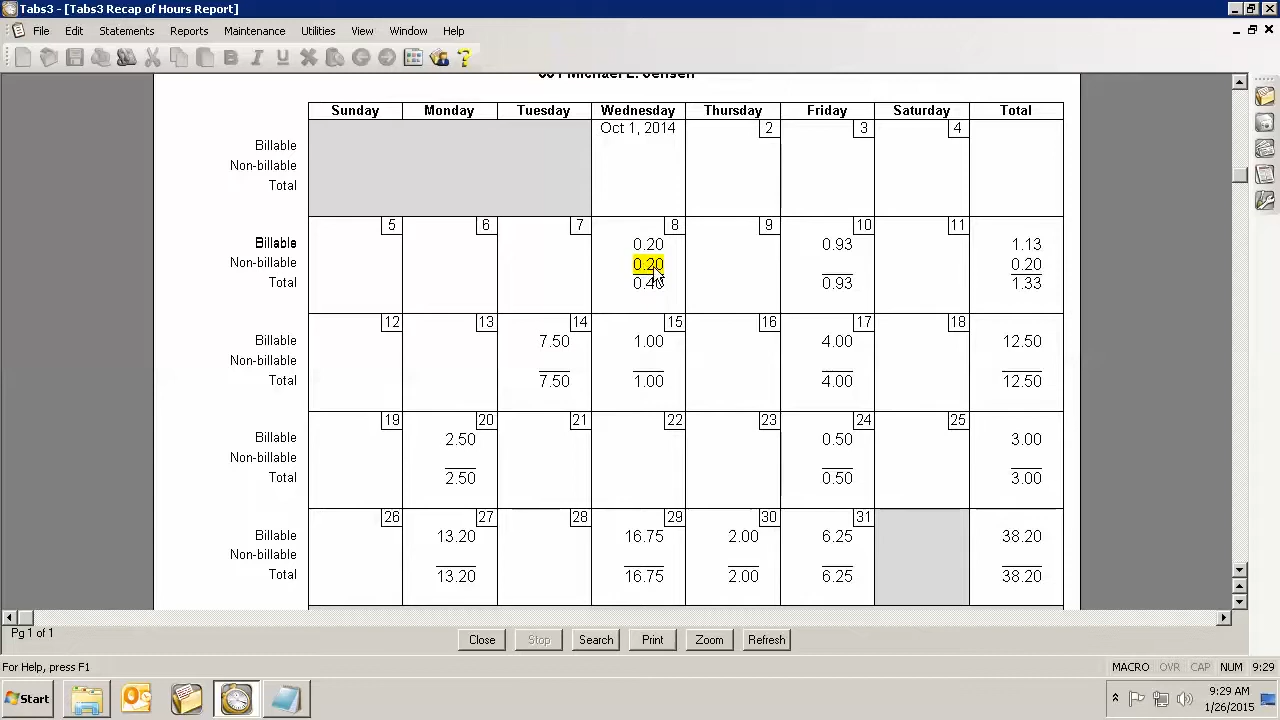 Tabs3 - [Tabs3 Recap of Hours Report]
File Edit Statements Reports Maintenance Utilities View Window Help
Sunday Monday Tuesday Wednesday Thursday Friday Saturday Total
Oct 1, 2014 2 3 4
Billable
Non-billable
Total
5 6 7 8 9 10 11
Billable 0.20 0.93 1.13
Non-billable 0.20 0.20
Total 0.40 0.93 1.33
12 13 14 15 16 17 18
Billable 7.50 1.00 4.00 12.50
Non-billable
Total 7.50 1.00 4.00 12.50
19 20 21 22 23 24 25
Billable 2.50 0.50 3.00
Non-billable
Total 2.50 0.50 3.00
26 27 28 29 30 31
Billable 13.20 16.75 2.00 6.25 38.20
Non-billable
Total 13.20 16.75 2.00 6.25 38.20
Pg 1 of 1
Close Stop Search Print Zoom Refresh
For Help, press F1 MACRO OVR CAP NUM 9:29
Start 9:29 AM
1/26/2015